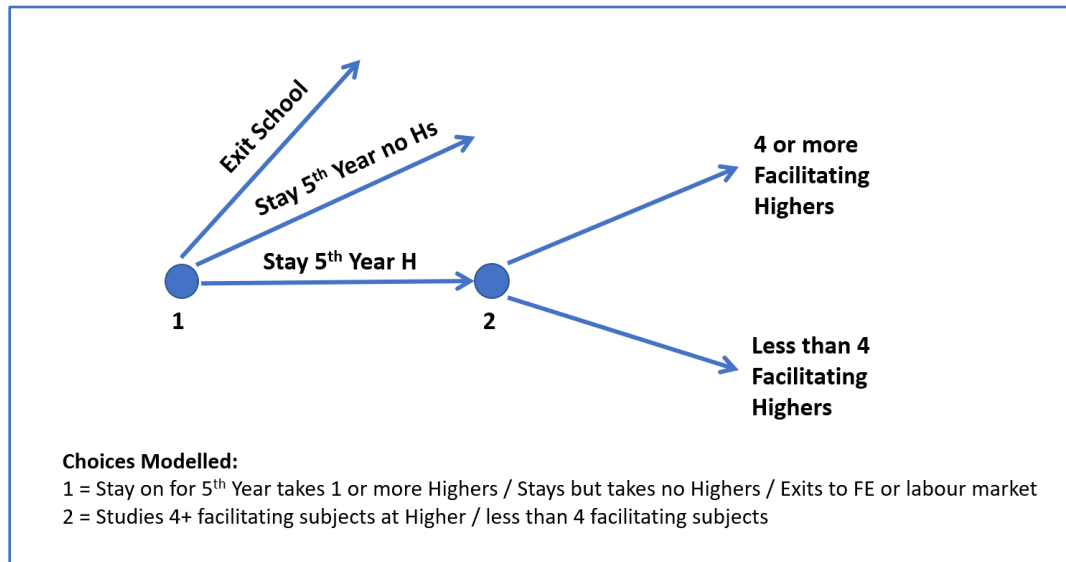 Exit School
Stay 5th Year no Hs
Stay 5th Year H
1
2
4 or more
Facilitating
Highers
Less than 4
Facilitating
Highers
Choices Modelled:
1 = Stay on for 5th Year takes 1 or more Highers / Stays but takes no Highers / Exits to FE or labour market
2 = Studies 4+ facilitating subjects at Higher / less than 4 facilitating subjects